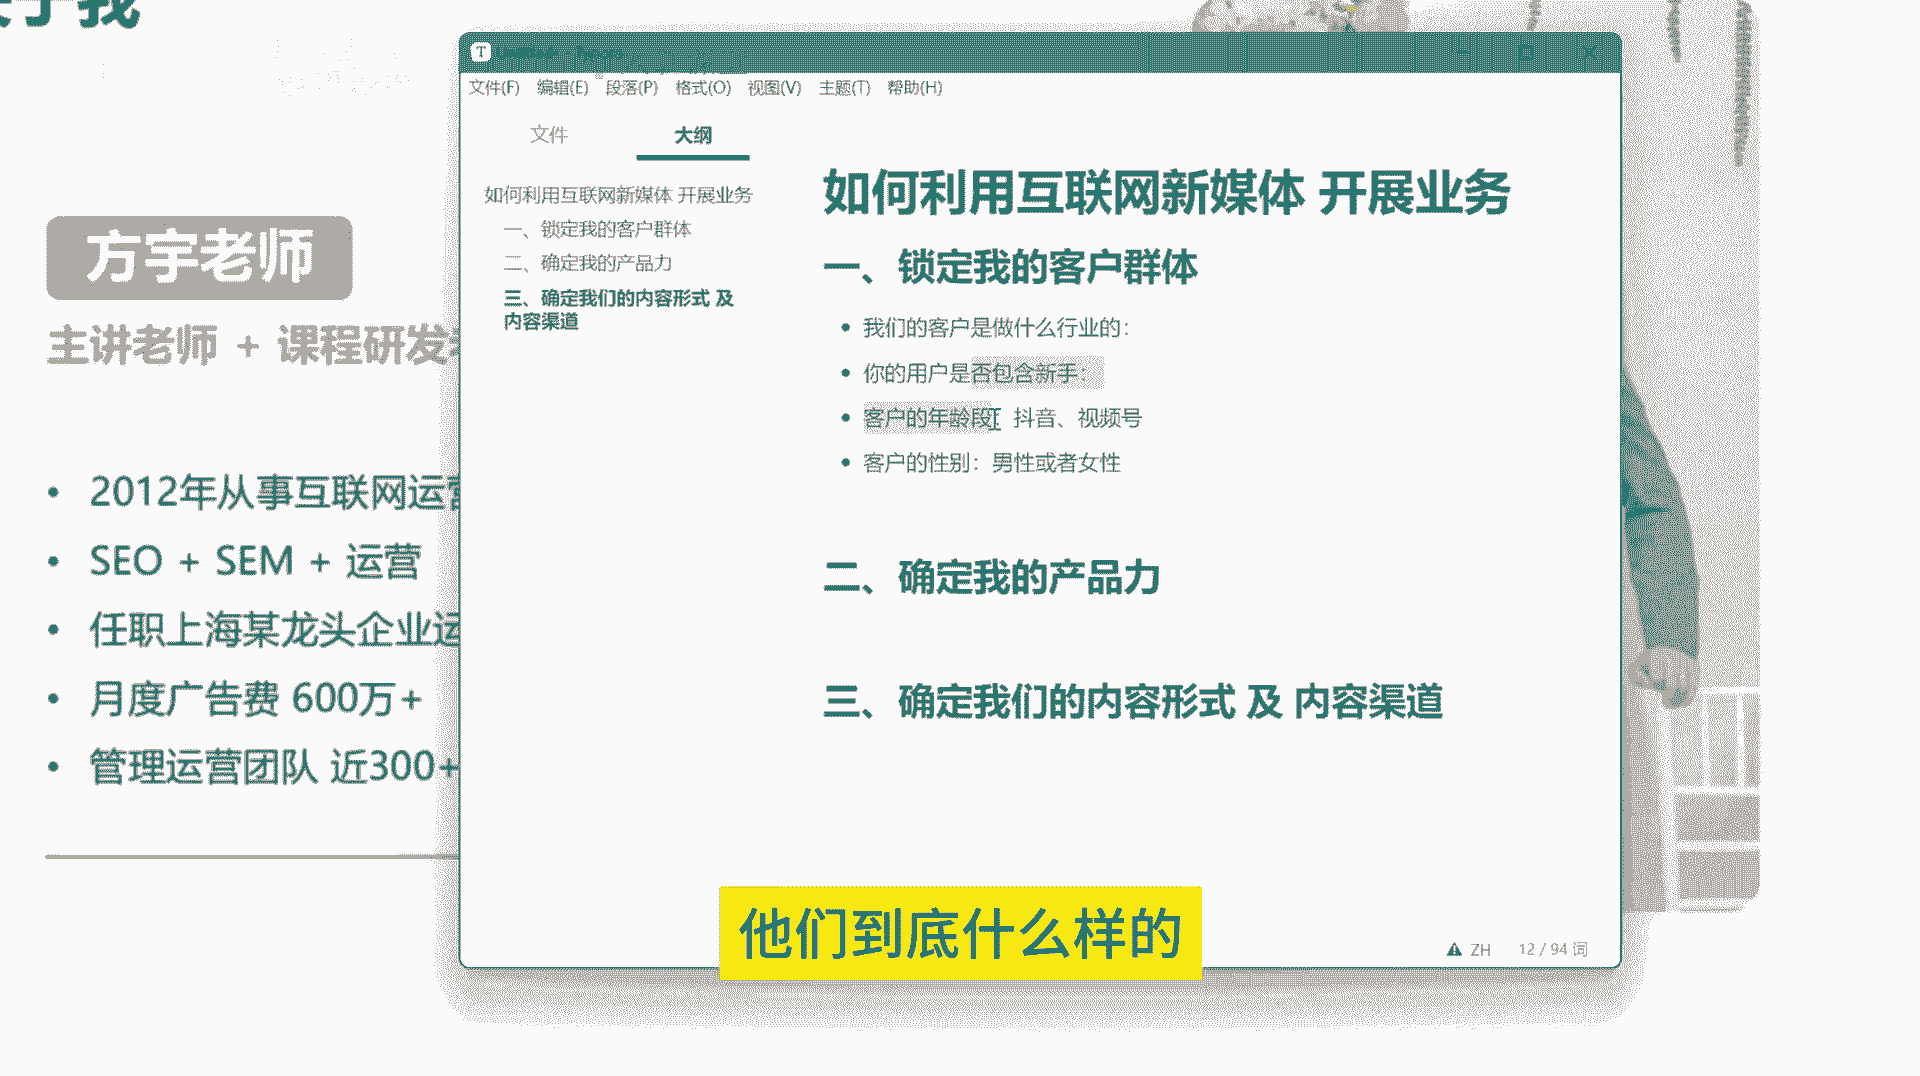 于我
方宇老师
主讲老师 + 课程研发
• 2012年从事互联网运营
• SEO + SEM + 运营
• 任职上海某龙头企业运
• 月度广告费 600万+
• 管理运营团队 近300+
T
文件(F) 编辑(E) 段落(P) 格式(O) 视图(V) 主题(T) 帮助(H)
文件 大纲
如何利用互联网新媒体 开展业务
一、锁定我的客户群体
二、确定我的产品力
三、确定我们的内容形式 及
内容渠道
如何利用互联网新媒体 开展业务
一、锁定我的客户群体
• 我们的客户是做什么行业的：
• 你的用户是否包含新手：
• 客户的年龄段 抖音、视频号
• 客户的性别：男性或者女性
二、确定我的产品力
三、确定我们的内容形式 及 内容渠道
ZH 12 / 94 词
他们到底什么样的